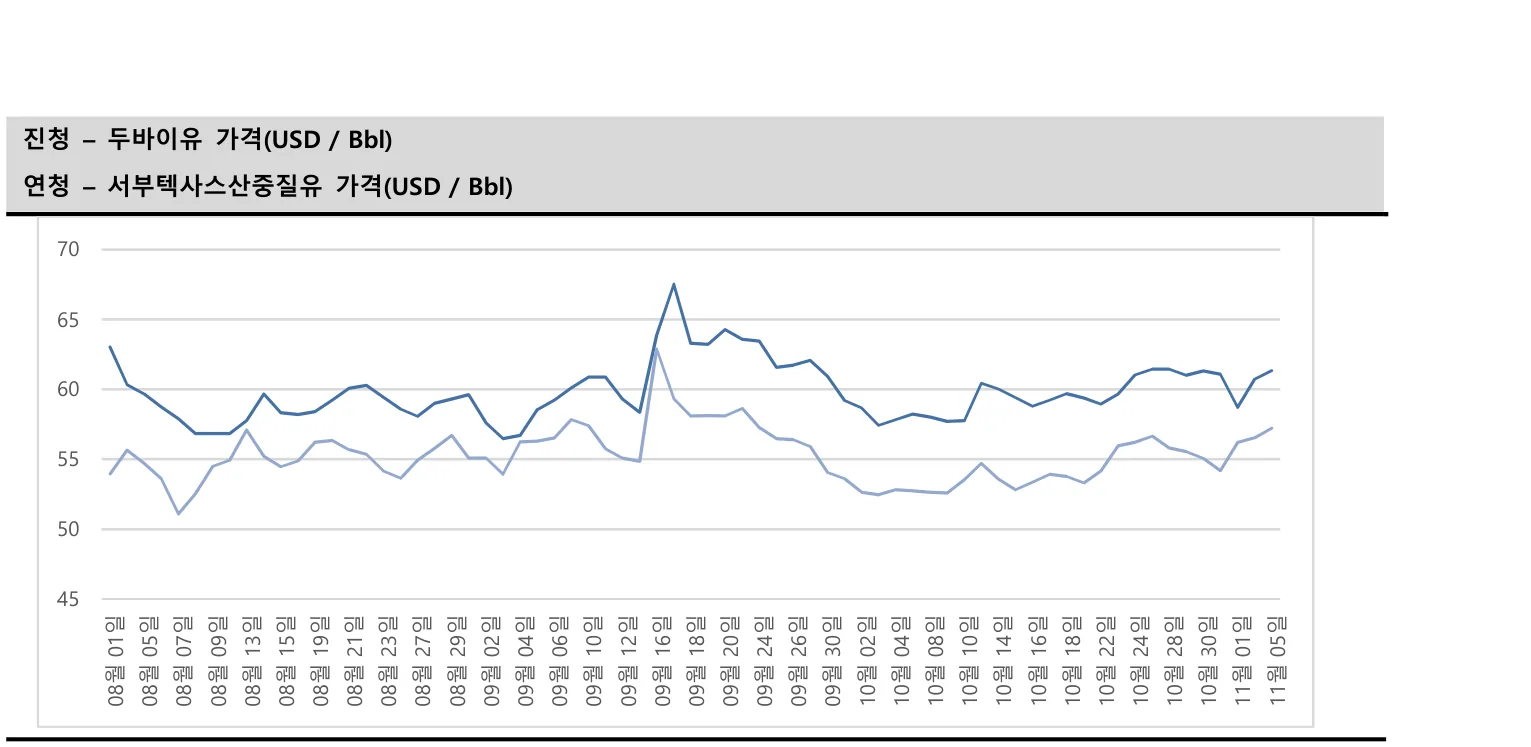 진청 – 두바이유 가격(USD / Bbl)
연청 – 서부텍사스산중질유 가격(USD / Bbl)
70
65
60
55
50
45
08월 01일
08월 05일
08월 07일
08월 09일
08월 13일
08월 15일
08월 19일
08월 21일
08월 23일
08월 27일
08월 29일
09월 02일
09월 04일
09월 06일
09월 10일
09월 12일
09월 16일
09월 18일
09월 20일
09월 24일
09월 26일
09월 30일
10월 02일
10월 04일
10월 08일
10월 10일
10월 14일
10월 16일
10월 18일
10월 22일
10월 24일
10월 28일
10월 30일
11월 01일
11월 05일